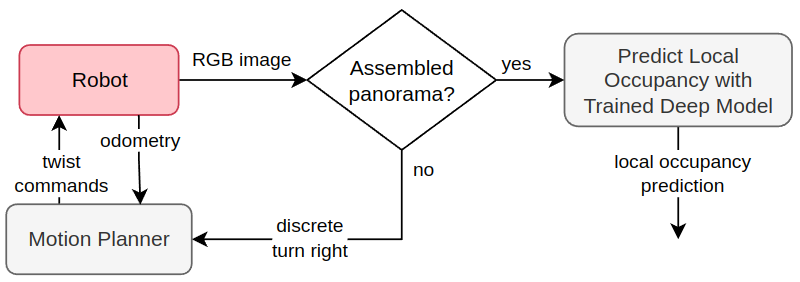 Robot
RGB image
Assembled
panorama?
yes
Predict Local
Occupancy with
Trained Deep Model
odometry
twist
commands
no
local occupancy
prediction
Motion Planner
discrete
turn right